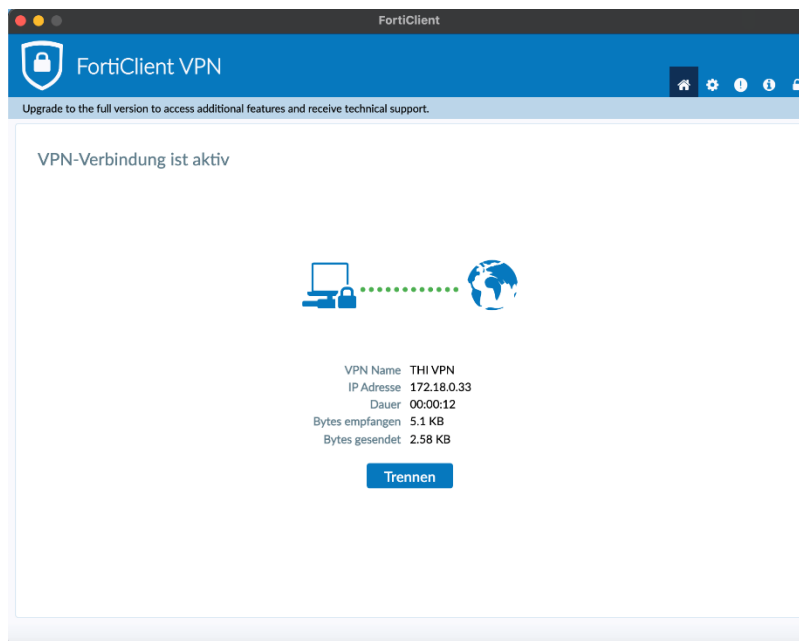 FortiClient
FortiClient VPN
Upgrade to the full version to access additional features and receive technical support.
VPN-Verbindung ist aktiv
VPN Name THI VPN
IP Adresse 172.18.0.33
Dauer 00:00:12
Bytes empfangen 5.1 KB
Bytes gesendet 2.58 KB
Trennen